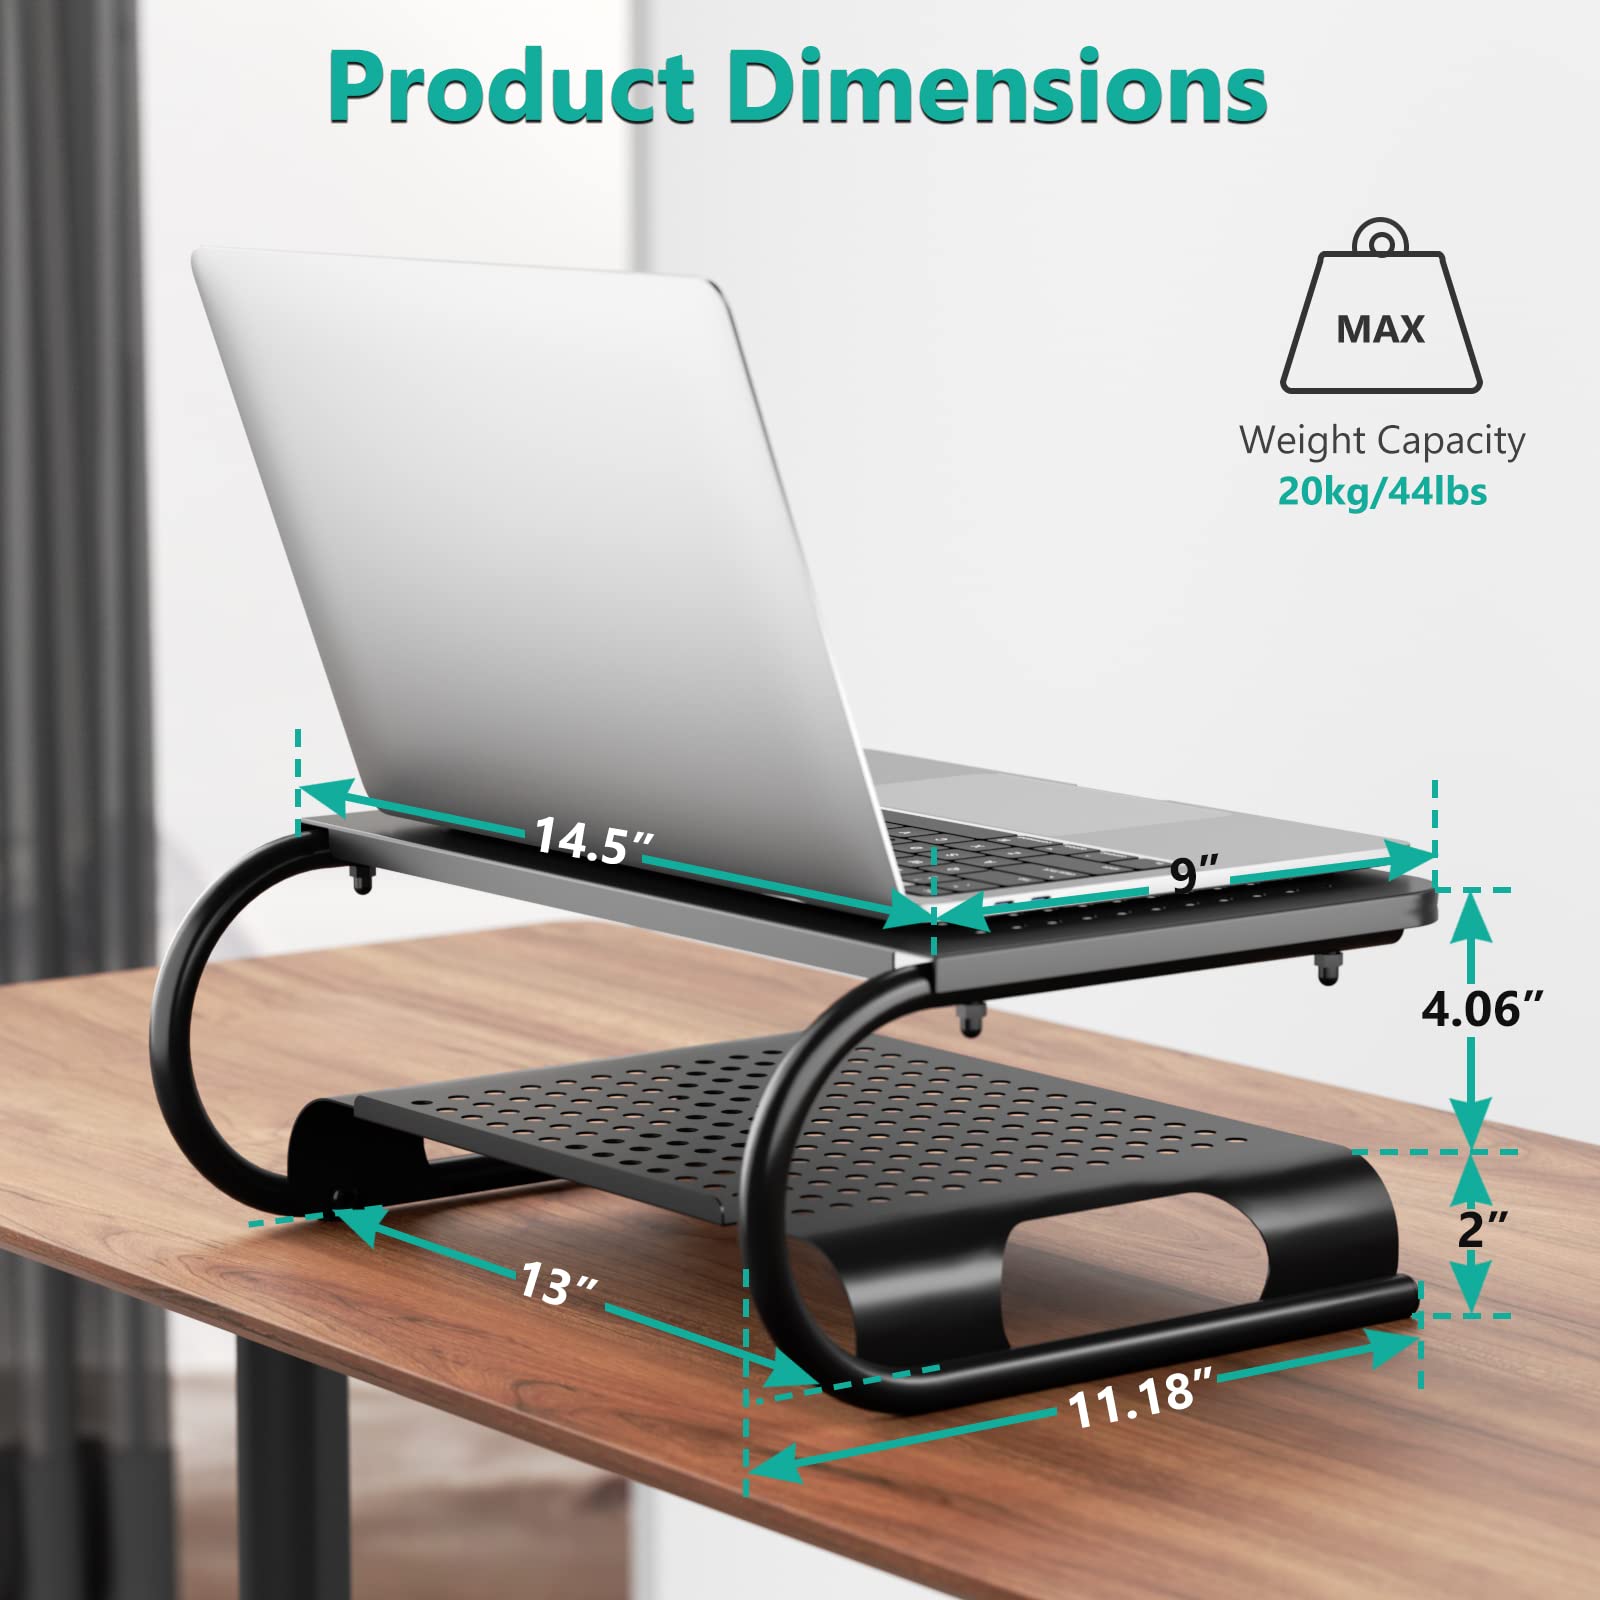 Product Dimensions
MAX
Weight Capacity
20kg/44lbs
14.5”
9”
4.06”
2”
13”
11.18”